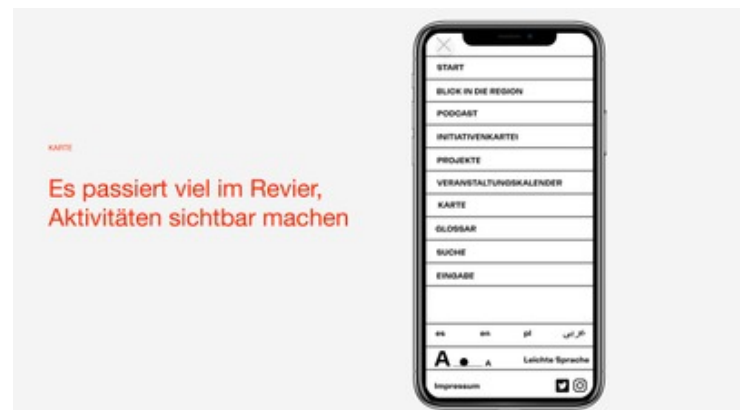 KARTE
Es passiert viel im Revier,
Aktivitäten sichtbar machen
START
BLICK IN DIE REGION
PODCAST
INITIATIVENKARTEI
PROJEKTE
VERANSTALTUNGSKALENDER
KARTE
GLOSSAR
SUCHE
EINGABE
es en pl عربي
A A Leichte Sprache
Impressum